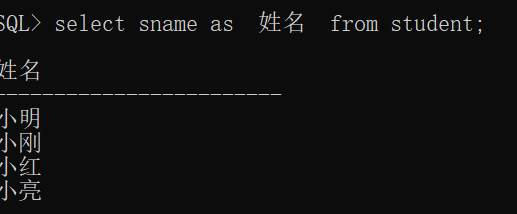 SQL> select sname as  姓名  from student;
姓名
------------------------
小明
小刚
小红
小亮